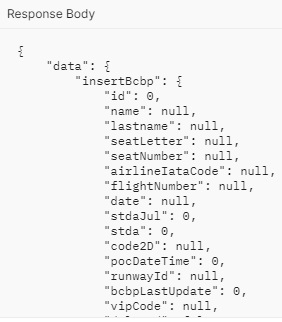 Response Body
{
"data": {
"insertBcbp": {
"id": 0,
"name": null,
"lastname": null,
"seatLetter": null,
"seatNumber": null,
"airlineIataCode": null,
"flightNumber": null,
"date": null,
"stdaJul": 0,
"stda": 0,
"code2D": null,
"pocDateTime": 0,
"runwayId": null,
"bcbpLastUpdate": 0,
"vipCode": null,